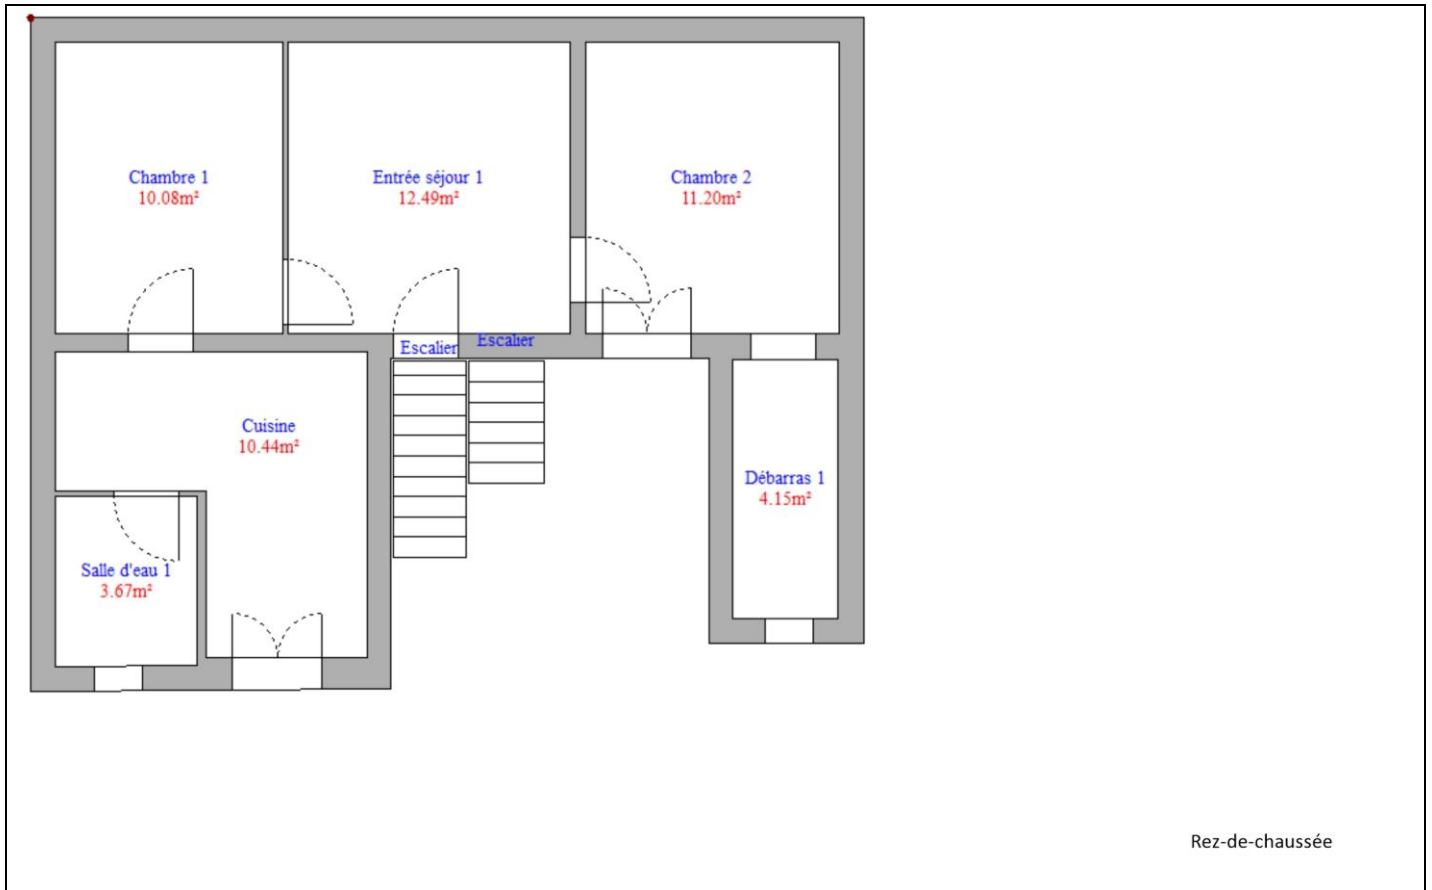 Chambre 1
10.08m²
Entrée séjour 1
12.49m²
Chambre 2
11.20m²
Escalier
Escalier
Cuisine
10.44m²
Débarras 1
4.15m²
Salle d'eau 1
3.67m²
Rez-de-chaussée